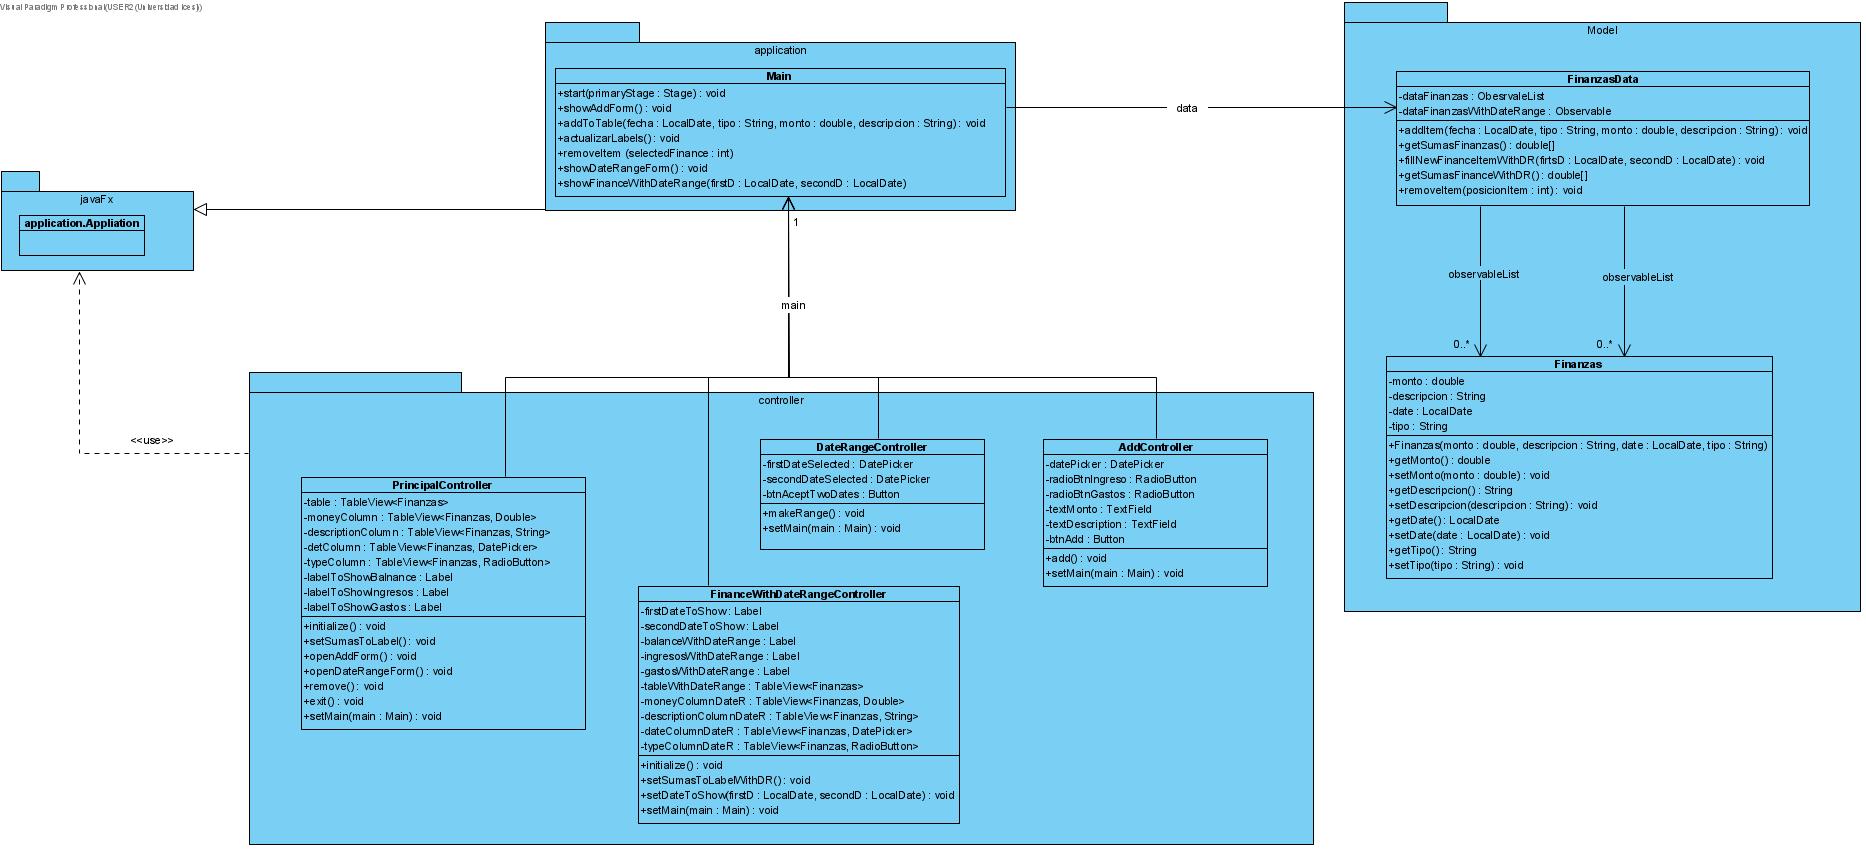 Visual Paradigm Professional(USER2(Universidad Icesi))
application
Main
+start(primaryStage : Stage) : void
+showAddForm() : void
+addToTable(fecha : LocalDate, tipo : String, monto : double, descripcion : String) : void
+actualizarLabels() : void
+removeItem (selectedFinance : int)
+showDateRangeForm() : void
+showFinanceWithDateRange(firstD : LocalDate, secondD : LocalDate)
data
Model
FinanzasData
-dataFinanzas : ObesrvaleList
-dataFinanzasWithDateRange : Observable
+addItem(fecha : LocalDate, tipo : String, monto : double, descripcion : String) : void
+getSumasFinanzas() : double[]
+fillNewFinanceItemWithDR(firtsD : LocalDate, secondD : LocalDate) : void
+getSumasFinanceWithDR() : double[]
+removeItem(posicionItem : int) : void
observableList
observableList
0..*
0..*
Finanzas
-monto : double
-descripcion : String
-date : LocalDate
-tipo : String
+Finanzas(monto : double, descripcion : String, date : LocalDate, tipo : String)
+getMonto() : double
+setMonto(monto : double) : void
+getDescripcion() : String
+setDescripcion(descripcion : String) : void
+getDate() : LocalDate
+setDate(date : LocalDate) : void
+getTipo() : String
+setTipo(tipo : String) : void
javaFx
application.Appliation
<<use>>
1
main
controller
PrincipalController
-table : TableView<Finanzas>
-moneyColumn : TableView<Finanzas, Double>
-descriptionColumn : TableView<Finanzas, String>
-detColumn : TableView<Finanzas, DatePicker>
-typeColumn : TableView<Finanzas, RadioButton>
-labelToShowBalnance : Label
-labelToShowIngresos : Label
-labelToShowGastos : Label
+initialize() : void
+setSumasToLabel() : void
+openAddForm() : void
+openDateRangeForm() : void
+remove() : void
+exit() : void
+setMain(main : Main) : void
DateRangeController
-firstDateSelected : DatePicker
-secondDateSelected : DatePicker
-btnAceptTwoDates : Button
+makeRange() : void
+setMain(main : Main) : void
AddController
-datePicker : DatePicker
-radioBtnIngreso : RadioButton
-radioBtnGastos : RadioButton
-textMonto : TextField
-textDescription : TextField
-btnAdd : Button
+add() : void
+setMain(main : Main) : void
FinanceWithDateRangeController
-firstDateToShow : Label
-secondDateToShow : Label
-balanceWithDateRange : Label
-ingresosWithDateRange : Label
-gastosWithDateRange : Label
-tableWithDateRange : TableView<Finanzas>
-moneyColumnDateR : TableView<Finanzas, Double>
-descriptionColumnDateR : TableView<Finanzas, String>
-dateColumnDateR : TableView<Finanzas, DatePicker>
-typeColumnDateR : TableView<Finanzas, RadioButton>
+initialize() : void
+setSumasToLabelWithDR() : void
+setDateToShow(firstD : LocalDate, secondD : LocalDate) : void
+setMain(main : Main) : void